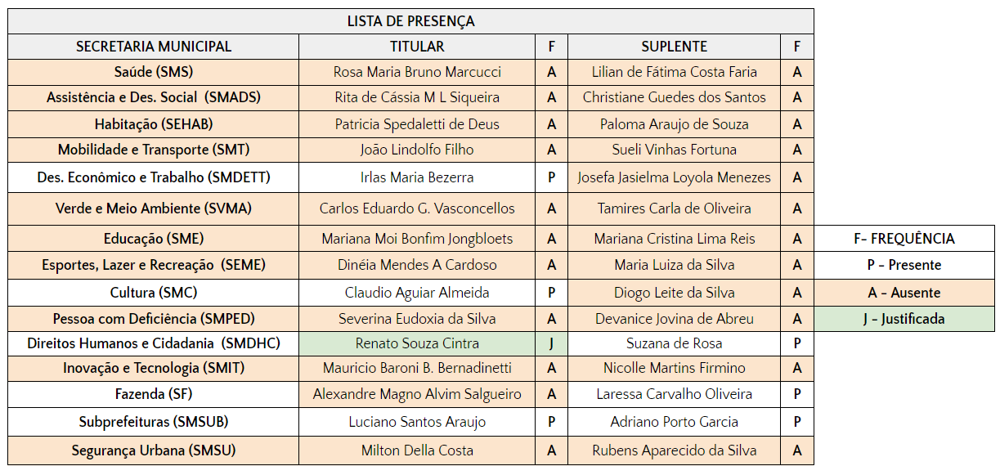 LISTA DE PRESENÇA
SECRETARIA MUNICIPAL TITULAR F SUPLENTE F
Saúde (SMS) Rosa Maria Bruno Marcucci A Lilian de Fátima Costa Faria A
Assistência e Des. Social (SMADS) Rita de Cássia M L Siqueira A Christiane Guedes dos Santos A
Habitação (SEHAB) Patricia Spedaletti de Deus A Paloma Araujo de Souza A
Mobilidade e Transporte (SMT) João Lindolfo Filho A Sueli Vinhas Fortuna A
Des. Econômico e Trabalho (SMDETT) Irlas Maria Bezerra P Josefa Jasielma Loyola Menezes A
Verde e Meio Ambiente (SVMA) Carlos Eduardo G. Vasconcellos A Tamires Carla de Oliveira A
Educação (SME) Mariana Moi Bonfim Jongbloets A Mariana Cristina Lima Reis A F- FREQUÊNCIA
Esportes, Lazer e Recreação (SEME) Dinéia Mendes A Cardoso A Maria Luiza da Silva A P - Presente
Cultura (SMC) Claudio Aguiar Almeida P Diogo Leite da Silva A A - Ausente
Pessoa com Deficiência (SMPED) Severina Eudoxia da Silva A Devanice Jovina de Abreu A J - Justificada
Direitos Humanos e Cidadania (SMDHC) Renato Souza Cintra J Suzana de Rosa P
Inovação e Tecnologia (SMIT) Mauricio Baroni B. Bernadinetti A Nicolle Martins Firmino A
Fazenda (SF) Alexandre Magno Alvim Salgueiro A Laressa Carvalho Oliveira P
Subprefeituras (SMSUB) Luciano Santos Araujo P Adriano Porto Garcia P
Segurança Urbana (SMSU) Milton Della Costa A Rubens Aparecido da Silva A